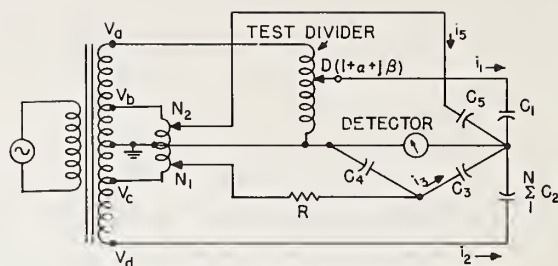 V_a
TEST DIVIDER
i_5
D(1+α+jβ)
i_1
V_b
N_2
C_5
C_1
DETECTOR
N_1
V_c
C_4
i_3
C_3
N
Σ C_2
1
R
V_d
i_2